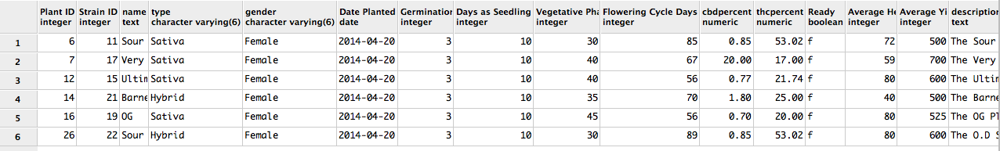 Plant ID integer Strain ID integer name text type character varying(6) gender character varying(6) Date Planted date Germination integer Days as Seedling integer Vegetative Pha integer Flowering Cycle Days integer cbdpercent numeric thcpercent numeric Ready boolean Average He integer Average Yi integer description text
1 6 11 Sour Sativa Female 2014-04-20 3 10 30 85 0.85 53.02 f 72 500 The Sour
2 7 17 Very Sativa Female 2014-04-20 3 10 40 67 20.00 17.00 f 59 700 The Very
3 12 15 Ultim Sativa Female 2014-04-20 3 10 40 56 0.77 21.74 f 80 600 The Ultim
4 14 21 Barne Hybrid Female 2014-04-20 3 10 35 70 1.80 25.00 f 40 500 The Barne
5 16 19 OG Sativa Female 2014-04-20 3 10 45 56 0.70 20.00 f 80 525 The OG Pl
6 26 22 Sour Hybrid Female 2014-04-20 3 10 30 89 0.85 53.02 f 80 600 The O.D S